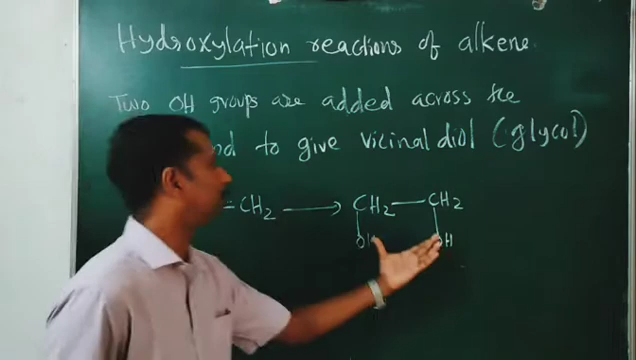 Hydroxylation reactions of alkene
Two OH groups are added across the
to give vicinal diol (glycol)
= CH2 ⟶ CH2 — CH2
OH OH